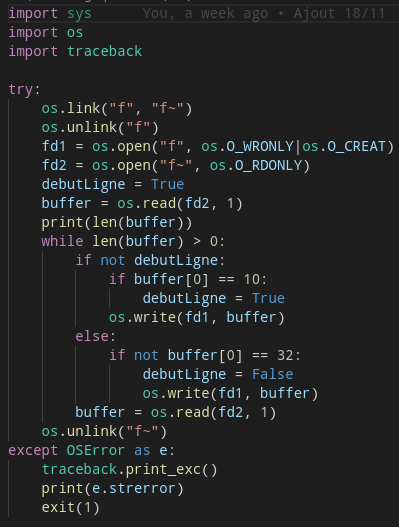 import sys      You, a week ago • Ajout 18/11
import os
import traceback

try:
    os.link("f", "f~")
    os.unlink("f")
    fd1 = os.open("f", os.O_WRONLY|os.O_CREAT)
    fd2 = os.open("f~", os.O_RDONLY)
    debutLigne = True
    buffer = os.read(fd2, 1)
    print(len(buffer))
    while len(buffer) > 0:
        if not debutLigne:
            if buffer[0] == 10:
                debutLigne = True
            os.write(fd1, buffer)
        else:
            if not buffer[0] == 32:
                debutLigne = False
                os.write(fd1, buffer)
        buffer = os.read(fd2, 1)
    os.unlink("f~")
except OSError as e:
    traceback.print_exc()
    print(e.strerror)
    exit(1)